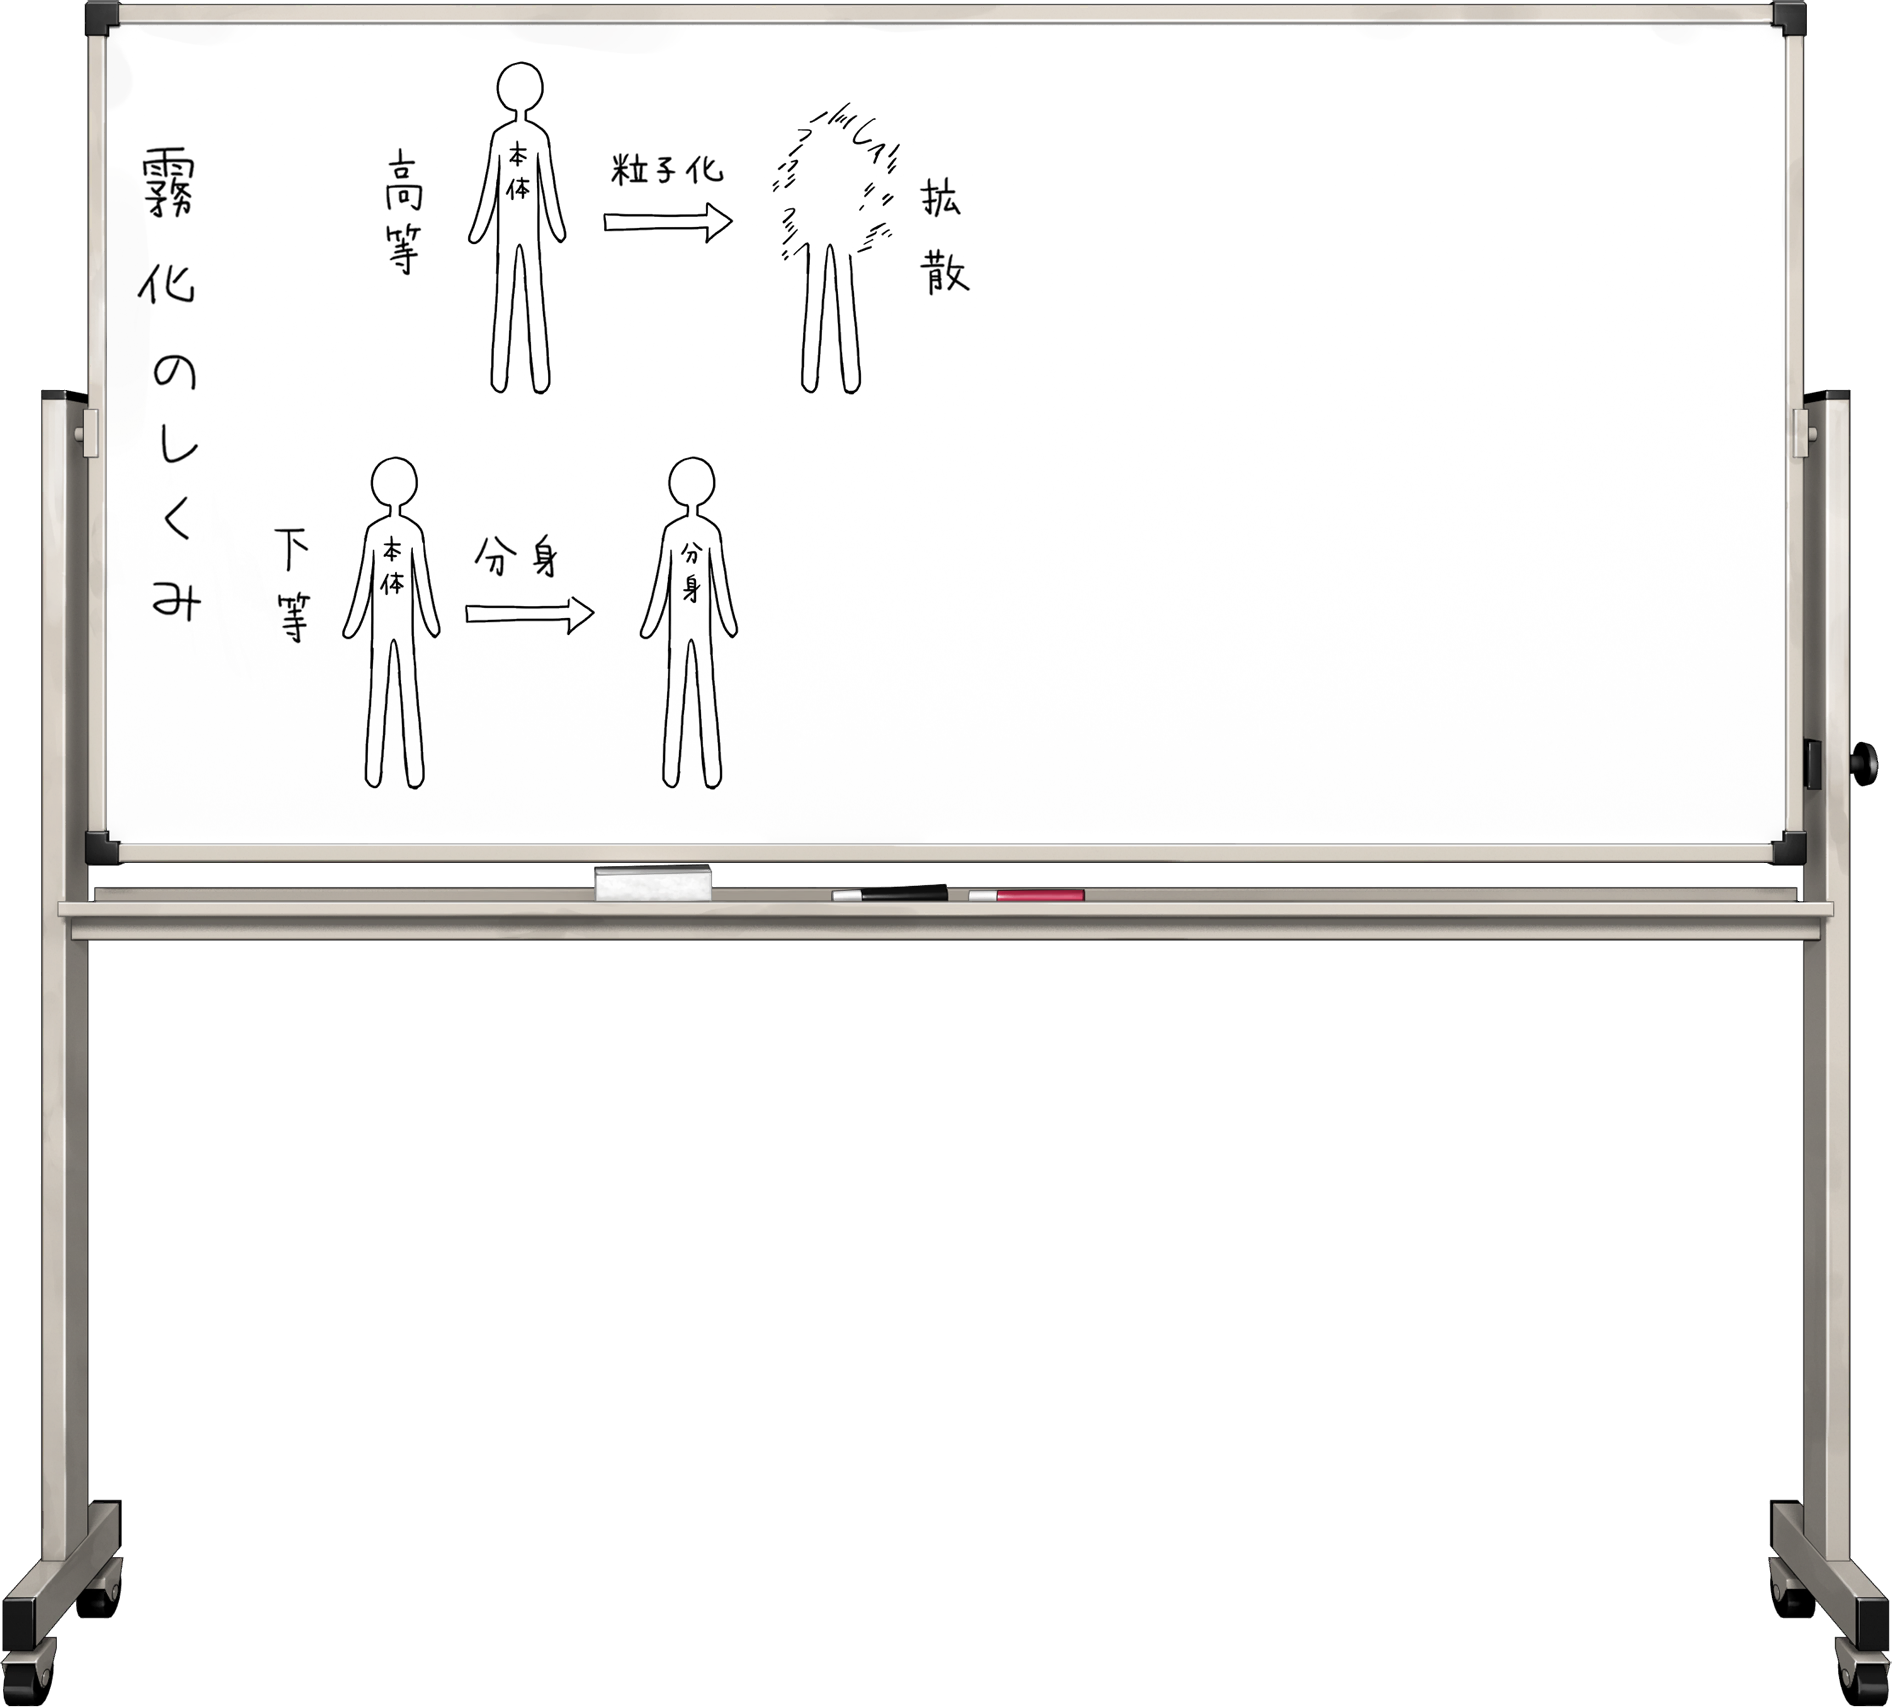 霧化のしくみ
高等
本体
粒子化
拡散
下等
本体
分身
分身